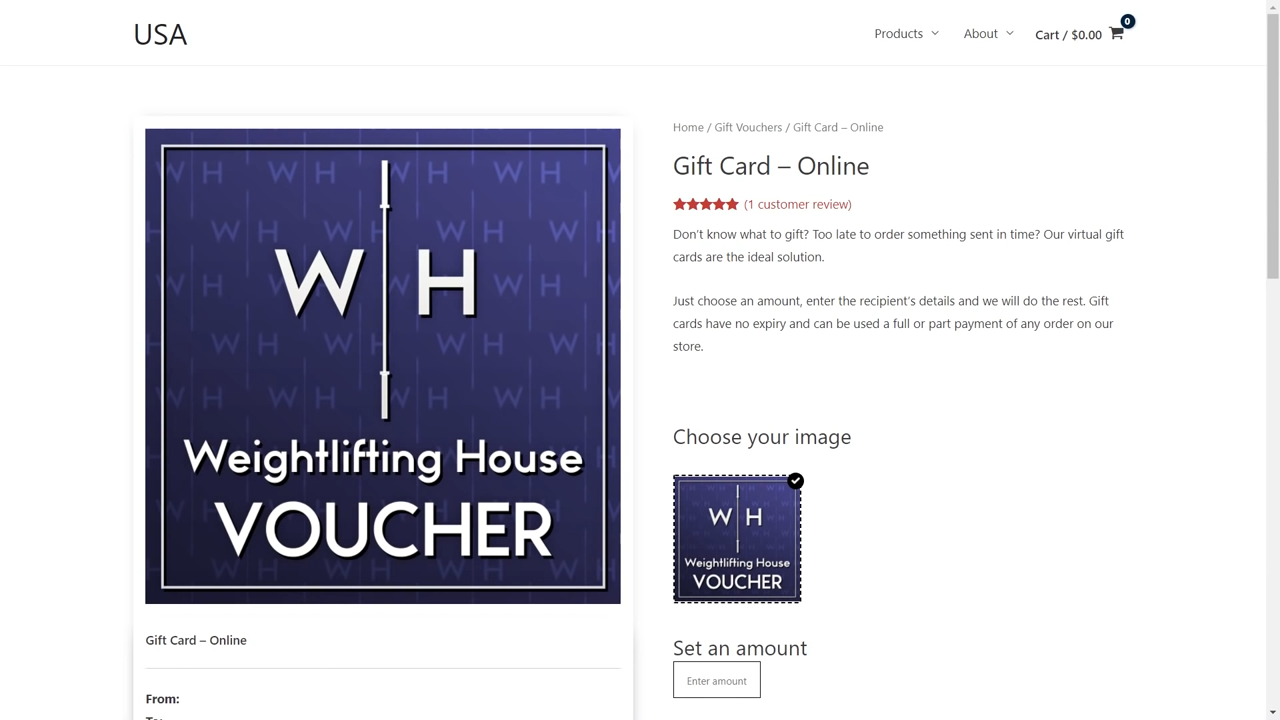 USA
Products
About
Cart / $0.00
0
W H
Weightlifting House
VOUCHER
Gift Card – Online
From:
Home / Gift Vouchers / Gift Card – Online
Gift Card – Online
(1 customer review)
Don't know what to gift? Too late to order something sent in time? Our virtual gift
cards are the ideal solution.
Just choose an amount, enter the recipient's details and we will do the rest. Gift
cards have no expiry and can be used a full or part payment of any order on our
store.
Choose your image
W H
Weightlifting House
VOUCHER
Set an amount
Enter amount